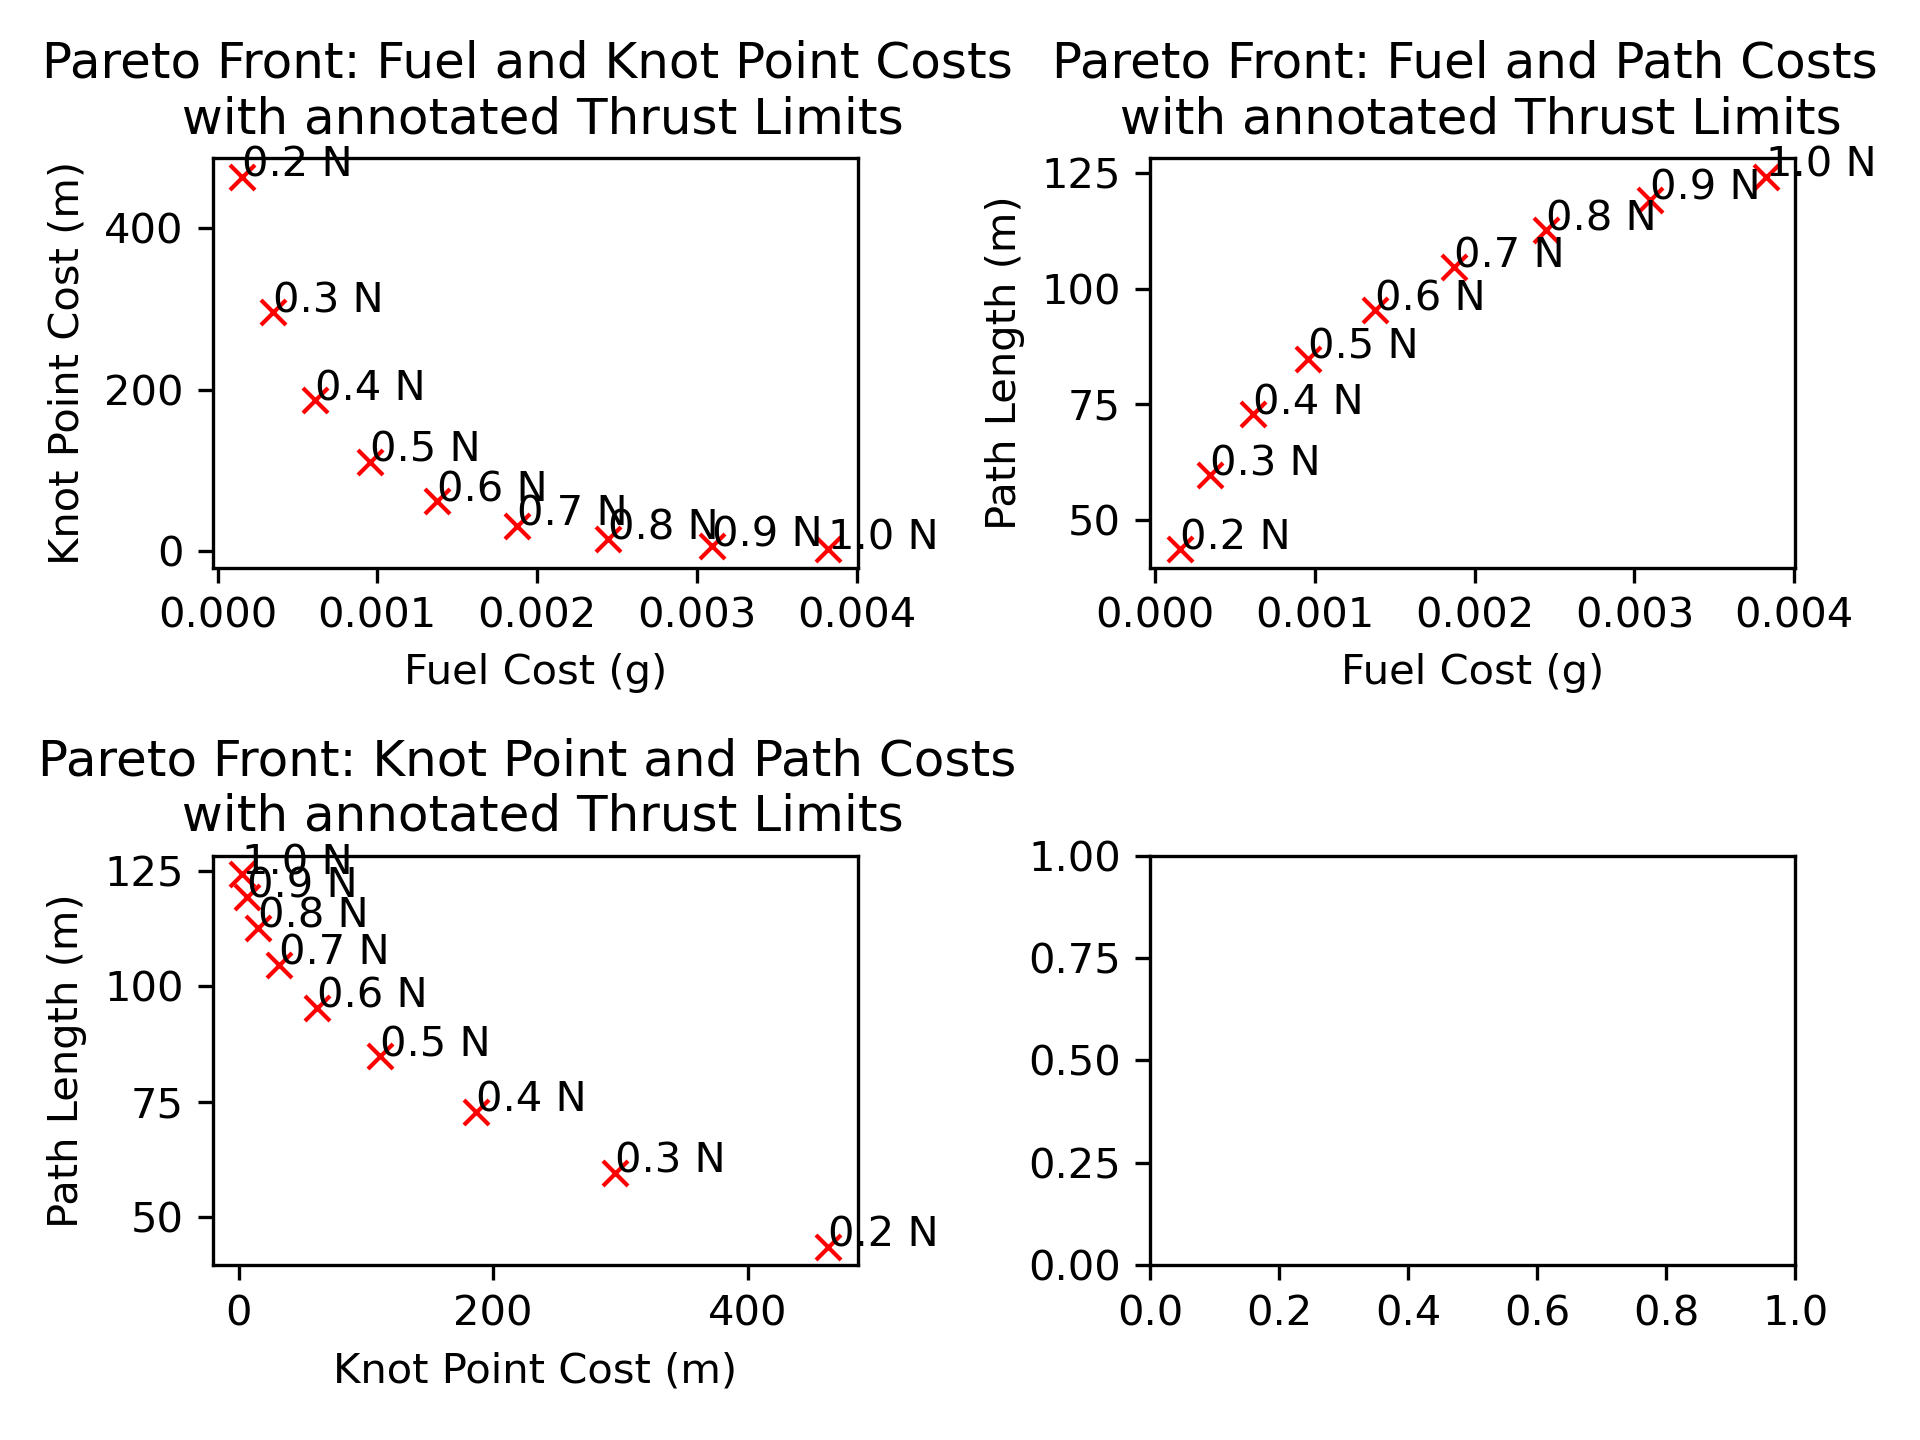 Pareto Front: Fuel and Knot Point Costs
with annotated Thrust Limits
Knot Point Cost (m)
400
200
0
0.2 N
0.3 N
0.4 N
0.5 N
0.6 N
0.7 N
0.8 N
0.9 N
1.0 N
0.000 0.001 0.002 0.003 0.004
Fuel Cost (g)
Pareto Front: Fuel and Path Costs
with annotated Thrust Limits
Path Length (m)
125
100
75
50
1.0 N
0.9 N
0.8 N
0.7 N
0.6 N
0.5 N
0.4 N
0.3 N
0.2 N
0.000 0.001 0.002 0.003 0.004
Fuel Cost (g)
Pareto Front: Knot Point and Path Costs
with annotated Thrust Limits
Path Length (m)
125
100
75
50
1.0 N
0.9 N
0.8 N
0.7 N
0.6 N
0.5 N
0.4 N
0.3 N
0.2 N
0 200 400
Knot Point Cost (m)
1.00
0.75
0.50
0.25
0.00
0.0 0.2 0.4 0.6 0.8 1.0